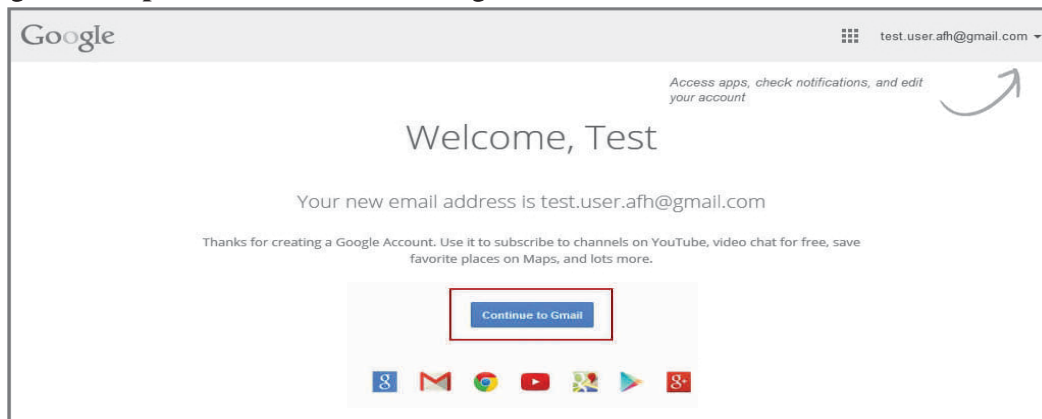 Google
test.user.afh@gmail.com
Access apps, check notifications, and edit
your account
Welcome, Test
Your new email address is test.user.afh@gmail.com
Thanks for creating a Google Account. Use it to subscribe to channels on YouTube, video chat for free, save
favorite places on Maps, and lots more.
Continue to Gmail
8 8+